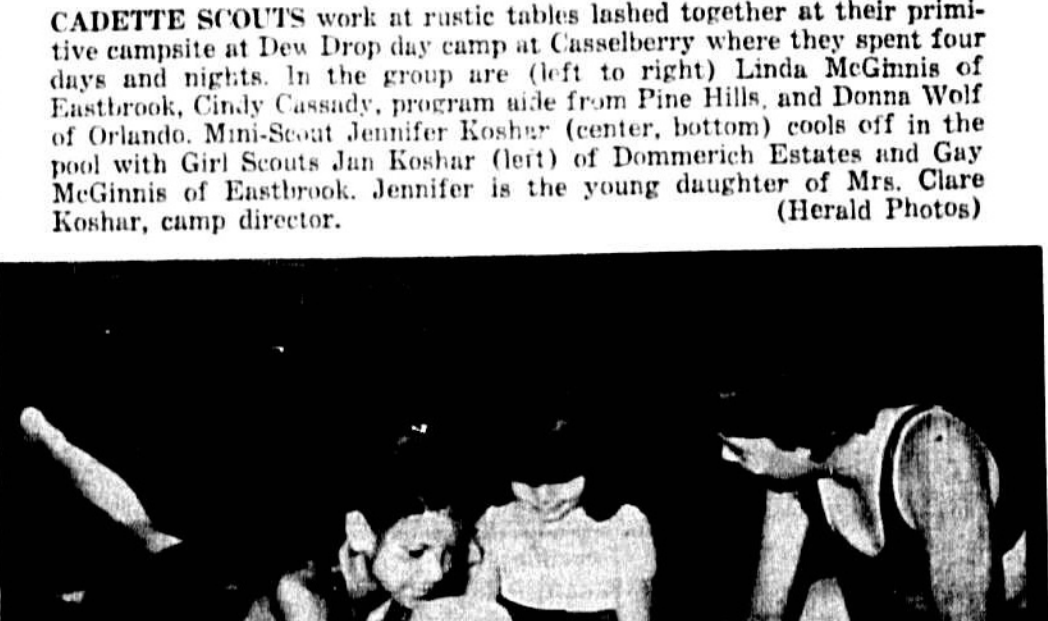 CADETTE SCOUTS work at rustic tables lashed together at their primi-
tive campsite at Dew Drop day camp at Casselberry where they spent four
days and nights. In the group are (left to right) Linda McGinnis of
Eastbrook, Cindy Cassady, program aide from Pine Hills, and Donna Wolf
of Orlando. Mini-Scout Jennifer Koshar (center, bottom) cools off in the
pool with Girl Scouts Jan Koshar (left) of Dommerich Estates and Gay
McGinnis of Eastbrook. Jennifer is the young daughter of Mrs. Clare
Koshar, camp director. (Herald Photos)